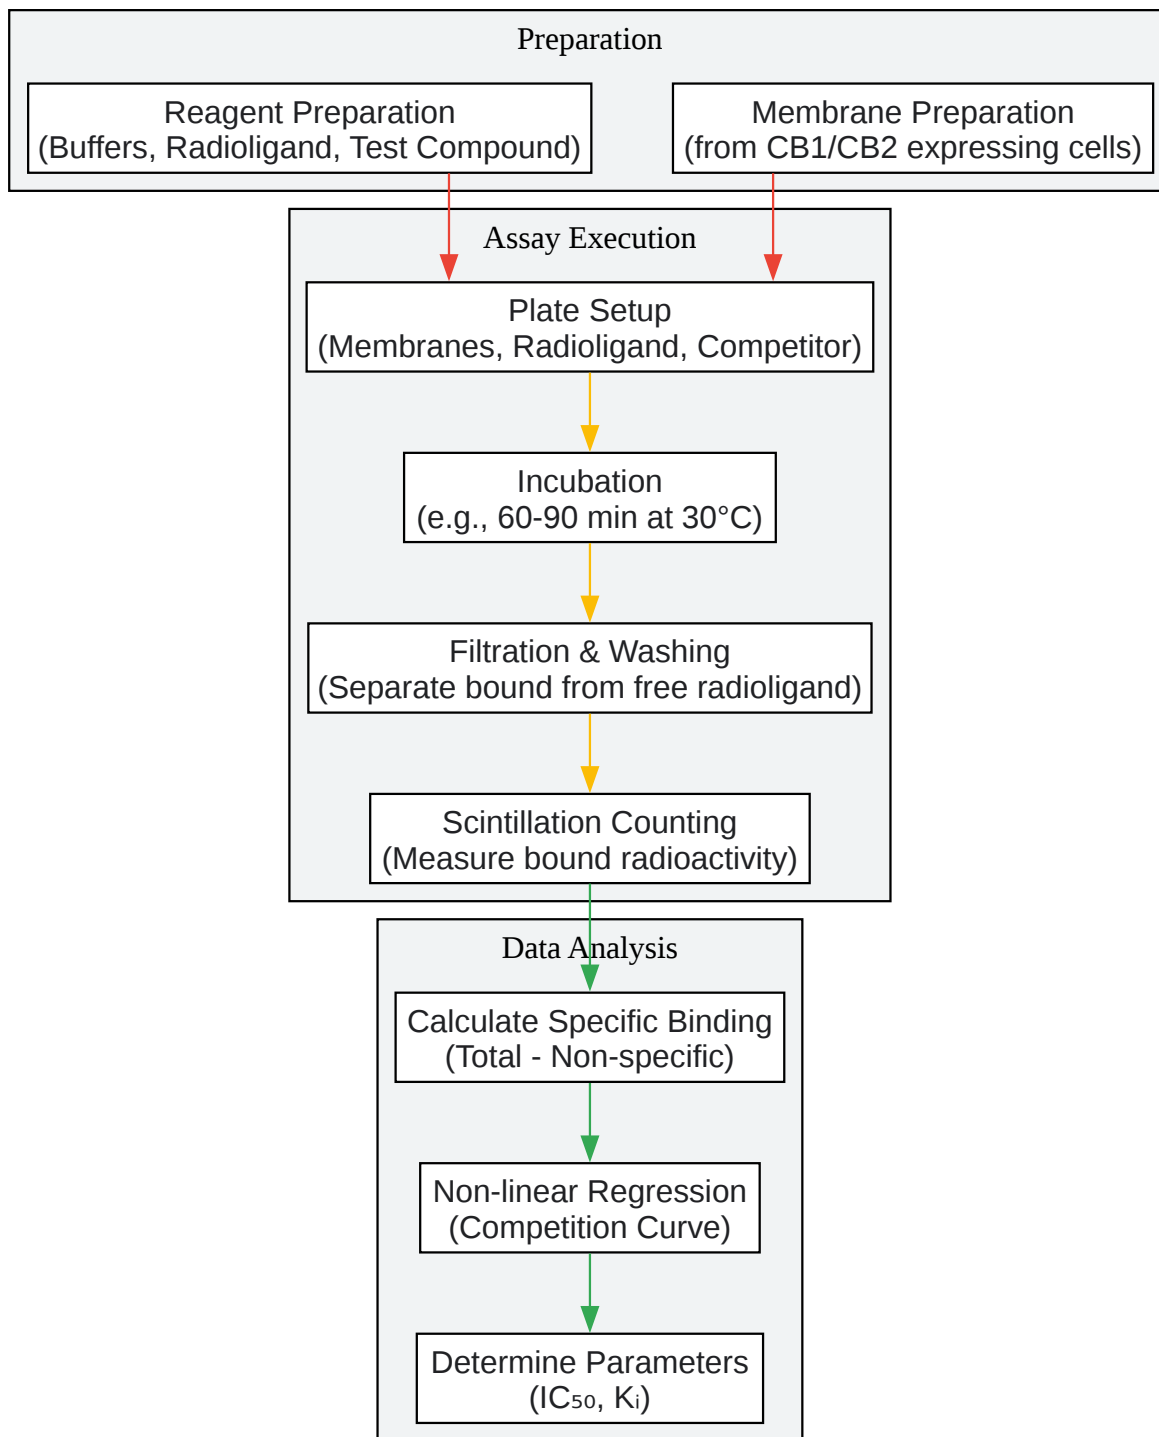 Preparation
Reagent Preparation
(Buffers, Radioligand, Test Compound)
Membrane Preparation
(from CB1/CB2 expressing cells)
Assay Execution
Plate Setup
(Membranes, Radioligand, Competitor)
Incubation
(e.g., 60-90 min at 30°C)
Filtration & Washing
(Separate bound from free radioligand)
Scintillation Counting
(Measure bound radioactivity)
Data Analysis
Calculate Specific Binding
(Total - Non-specific)
Non-linear Regression
(Competition Curve)
Determine Parameters
(IC₅₀, Kᵢ)